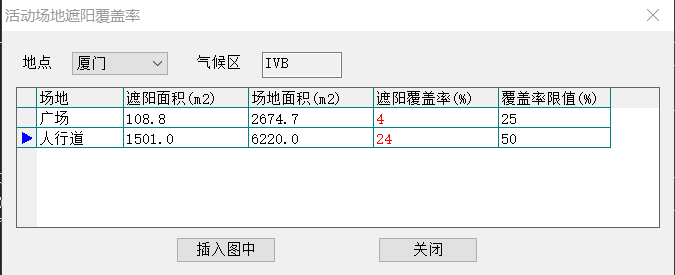 活动场地遮阳覆盖率
地点 厦门 气候区 IVB
场地 遮阳面积(m2) 场地面积(m2) 遮阳覆盖率(%) 覆盖率限值(%)
广场 108.8 2674.7 4 25
人行道 1501.0 6220.0 24 50
插入图中 关闭